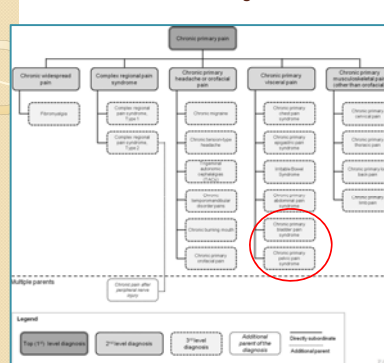 Chronic primary pain
Chronic widespread
pain
Complex regional pain
syndrome
Chronic primary
headache or orofacial
pain
Chronic primary
visceral pain
Chronic primary
musculoskeletal pain
(other than orofacial)
Fibromyalgia
Complex regional
pain syndrome,
Type 1
Complex regional
pain syndrome,
Type 2
Chronic migraine
Chronic tension-type
headache
Trigeminal
autonomic
cephalalgia
(TACs)
Chronic
temporomandibular
disorder pains
Chronic burning mouth
Chronic primary
orofacial pain
Chronic primary
chest pain
syndrome
Chronic primary
epigastric pain
syndrome
Irritable Bowel
Syndrome
Chronic primary
abdominal pain
syndrome
Chronic primary
bladder pain
syndrome
Chronic primary
pelvic pain
syndrome
Chronic primary
cervical pain
Chronic primary
thoracic pain
Chronic primary
back pain
Chronic primary
limb pain
Multiple parents
Chronic pain after
peripheral nerve
injury
Legend
Top (1st) level diagnosis
2nd level
diagnosis
3rd level
diagnosis
Additional
parent of the
diagnosis
Directly subordinate
Additional parent